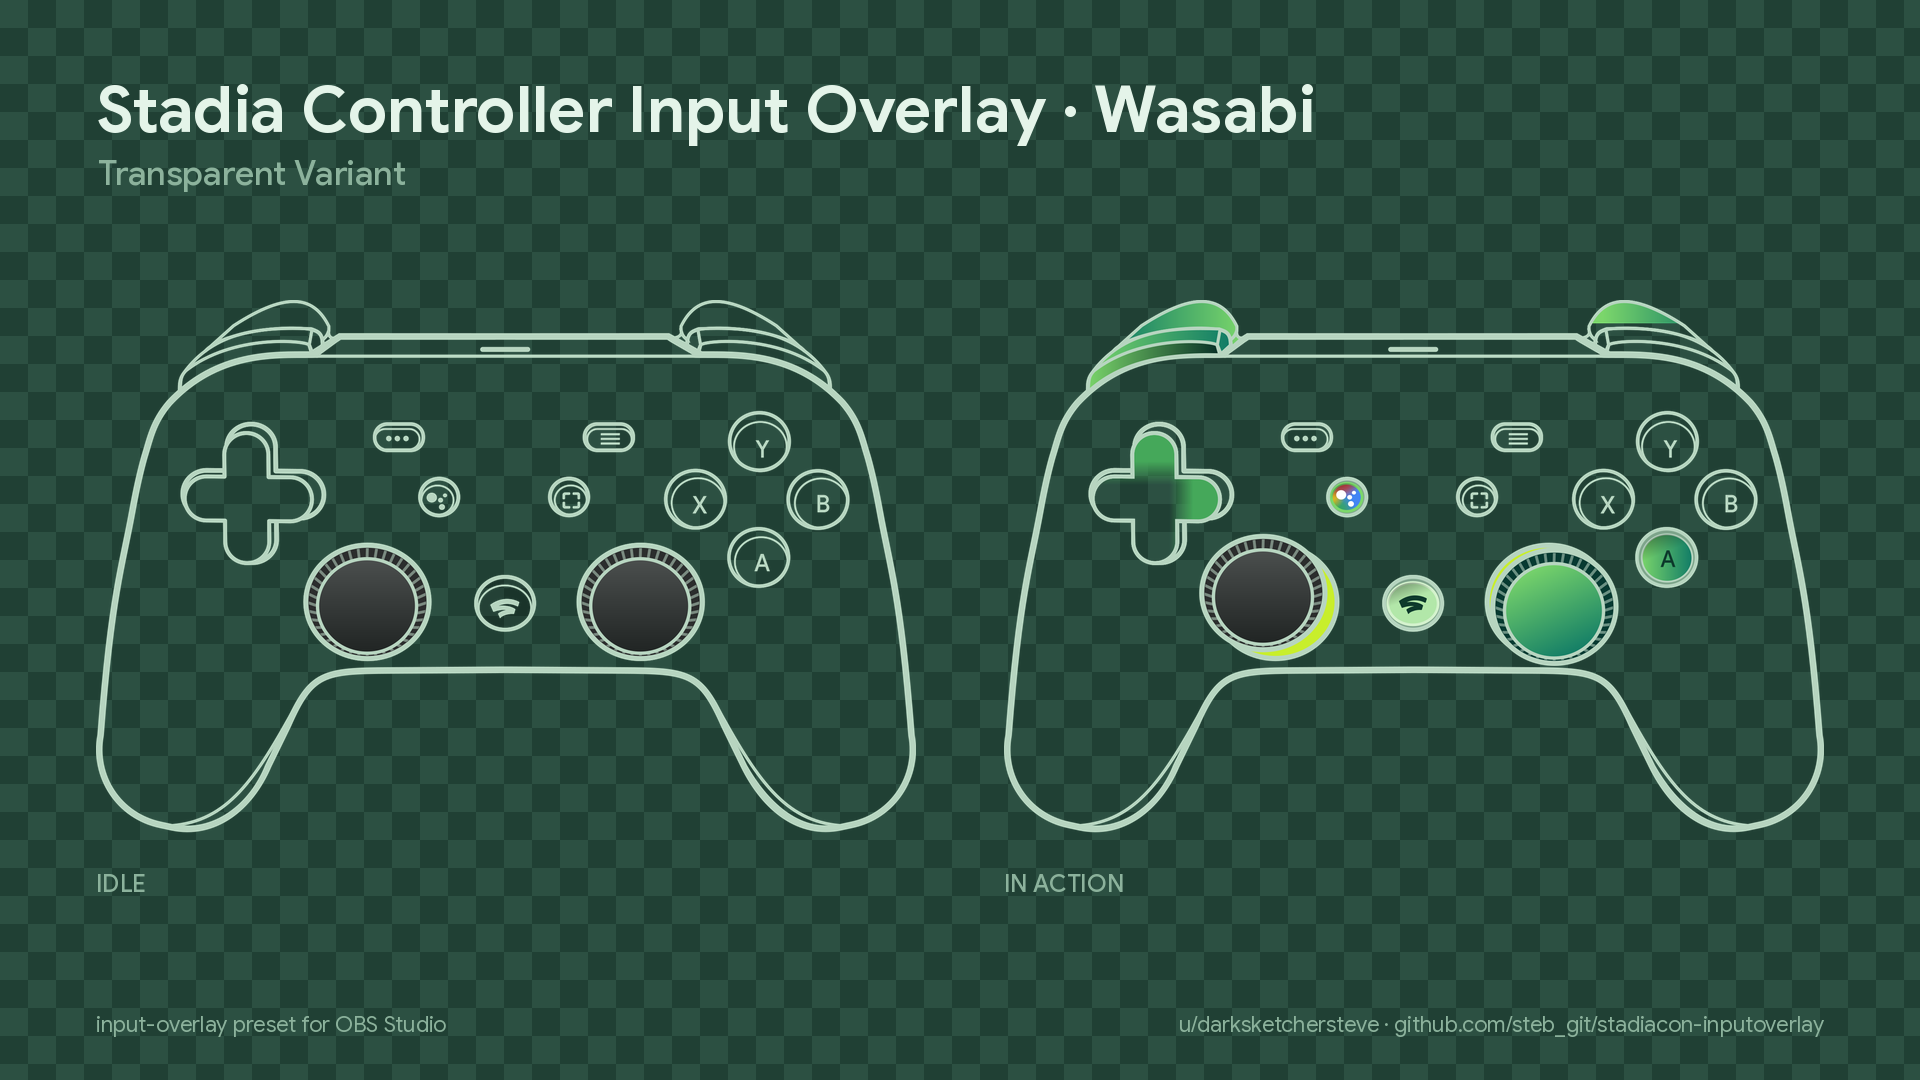 Stadia Controller Input Overlay · Wasabi
Transparent Variant
Y
X
B
A
Y
X
B
A
IDLE
IN ACTION
input-overlay preset for OBS Studio
u/darksketchersteve · github.com/steb_git/stadiacon-inputoverlay